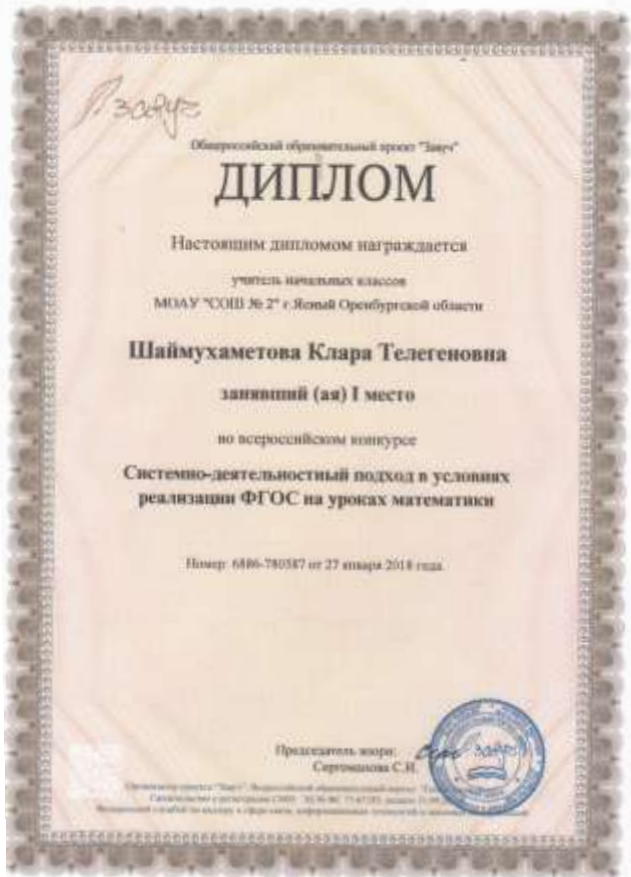 Завуч
Общероссийский образовательный проект "Завуч"
ДИПЛОМ
Настоящим дипломом награждается
учитель начальных классов
МОАУ "СОШ № 2" г.Ясный Оренбургской области
Шаймухаметова Клара Телегеновна
занявший (ая) I место
во всероссийском конкурсе
Системно-деятельностный подход в условиях
реализации ФГОС на уроках математики
Номер: 6886-780587 от 27 января 2018 года
Председатель жюри:
С.И.